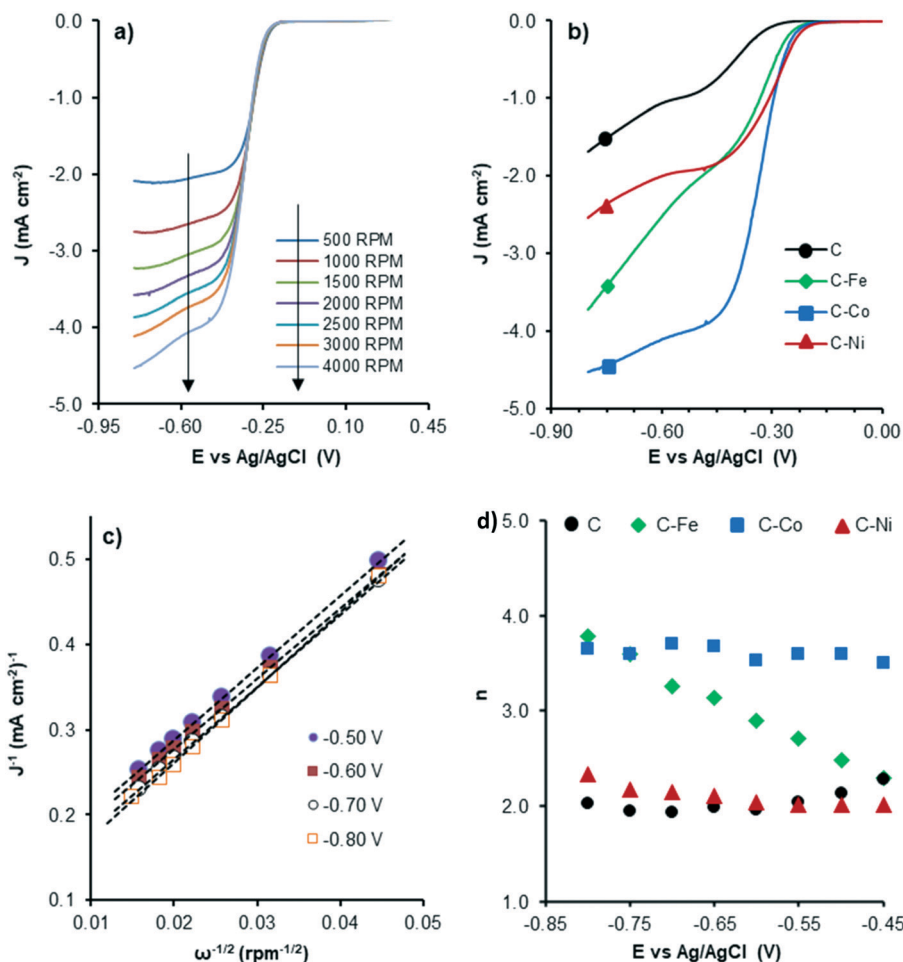 a)
0.0
-1.0
-2.0
-3.0
-4.0
-5.0
J (mA cm-2)
500 RPM
1000 RPM
1500 RPM
2000 RPM
2500 RPM
3000 RPM
4000 RPM
-0.95 -0.60 -0.25 0.10 0.45
E vs Ag/AgCl (V)
b)
0.0
-1.0
-2.0
-3.0
-4.0
-5.0
J (mA cm-2)
C
C-Fe
C-Co
C-Ni
-0.90 -0.60 -0.30 0.00
E vs Ag/AgCl (V)
c)
0.5
0.4
0.3
0.2
0.1
J-1 (mA cm-2)-1
-0.50 V
-0.60 V
-0.70 V
-0.80 V
0.01 0.02 0.03 0.04 0.05
ω-1/2 (rpm-1/2)
d)
C C-Fe C-Co C-Ni
5.0
4.0
3.0
2.0
1.0
n
-0.85 -0.75 -0.65 -0.55 -0.45
E vs Ag/AgCl (V)